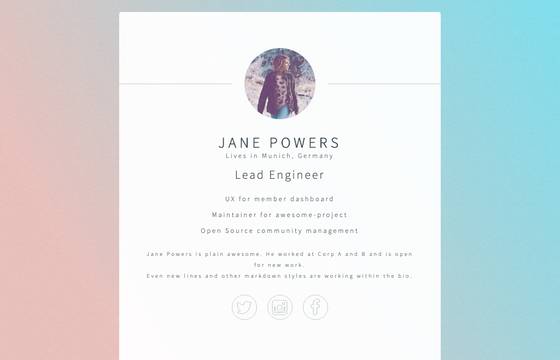 JANE POWERS
Lives in Munich, Germany
Lead Engineer
UX for member dashboard
Maintainer for awesome-project
Open Source community management
Jane Powers is plain awesome. He worked at Corp A and B and is open
for new work.
Even new lines and other markdown styles are working within the bio.